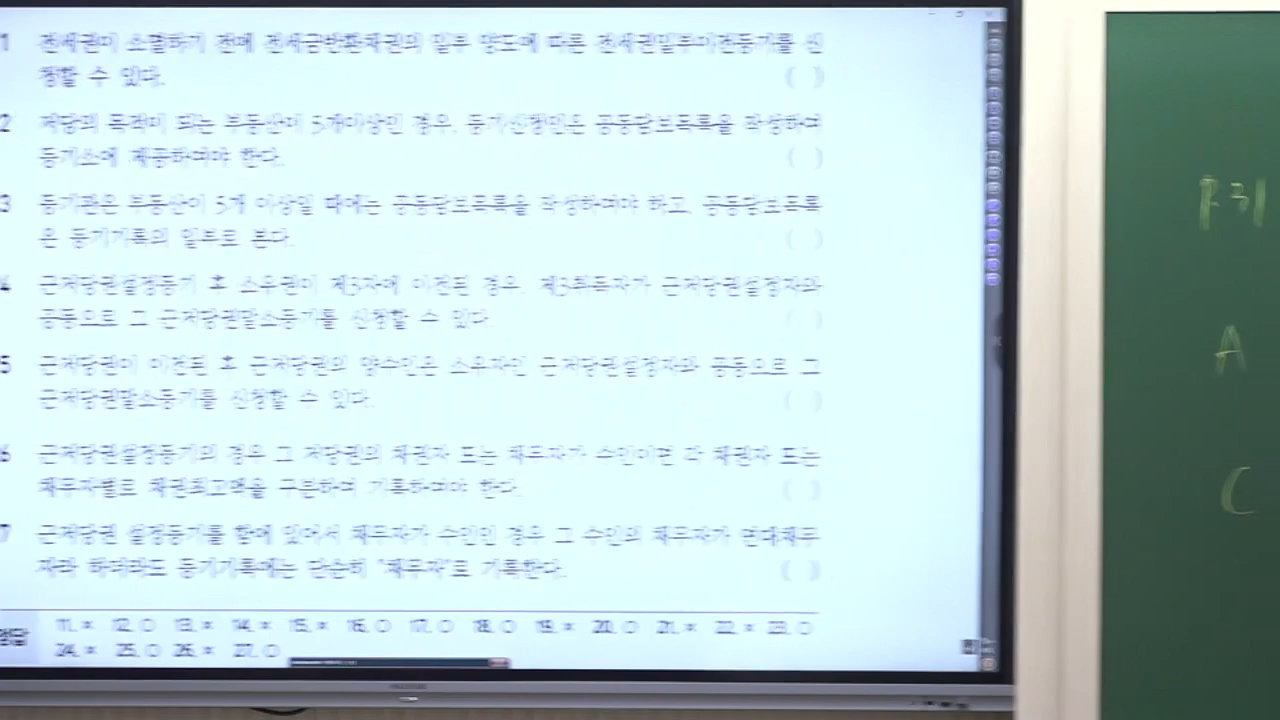 1 전세권이 소멸하기 전에 전세금반환채권의 일부 양도에 따른 전세권일부이전등기를 신
청할 수 있다. ( )
2 저당의 목적이 되는 부동산이 5개이상인 경우, 등기신청인은 공동담보목록을 작성하여
등기소에 제공하여야 한다. ( )
3 등기관은 부동산이 5개 이상일 때에는 공동담보목록을 작성하여야 하고, 공동담보목록
은 등기기록의 일부로 본다. ( )
4 근저당권설정등기 후 소유권이 제3자에 이전된 경우, 제3취득자가 근저당권설정자와
공동으로 그 근저당권말소등기를 신청할 수 있다. ( )
5 근저당권이 이전된 후 근저당권의 양수인은 소유자인 근저당권설정자와 공동으로 그
근저당권말소등기를 신청할 수 있다. ( )
6 근저당권설정등기의 경우 그 저당권의 채권자 또는 채무자가 수인이면 각 채권자 또는
채무자별로 채권최고액을 구분하여 기록하여야 한다. ( )
7 근저당권 설정등기를 함에 있어서 채무자가 수인인 경우 그 수인의 채무자가 연대채무
자라 하더라도 등기기록에는 단순히 "채무자"로 기록한다. ( )
정답 11. × 12. ○ 13. × 14. × 15. × 16. ○ 17. ○ 18. ○ 19. × 20. ○ 21. × 22. × 23. ○
24. × 25. ○ 26. × 27. ○
A
C